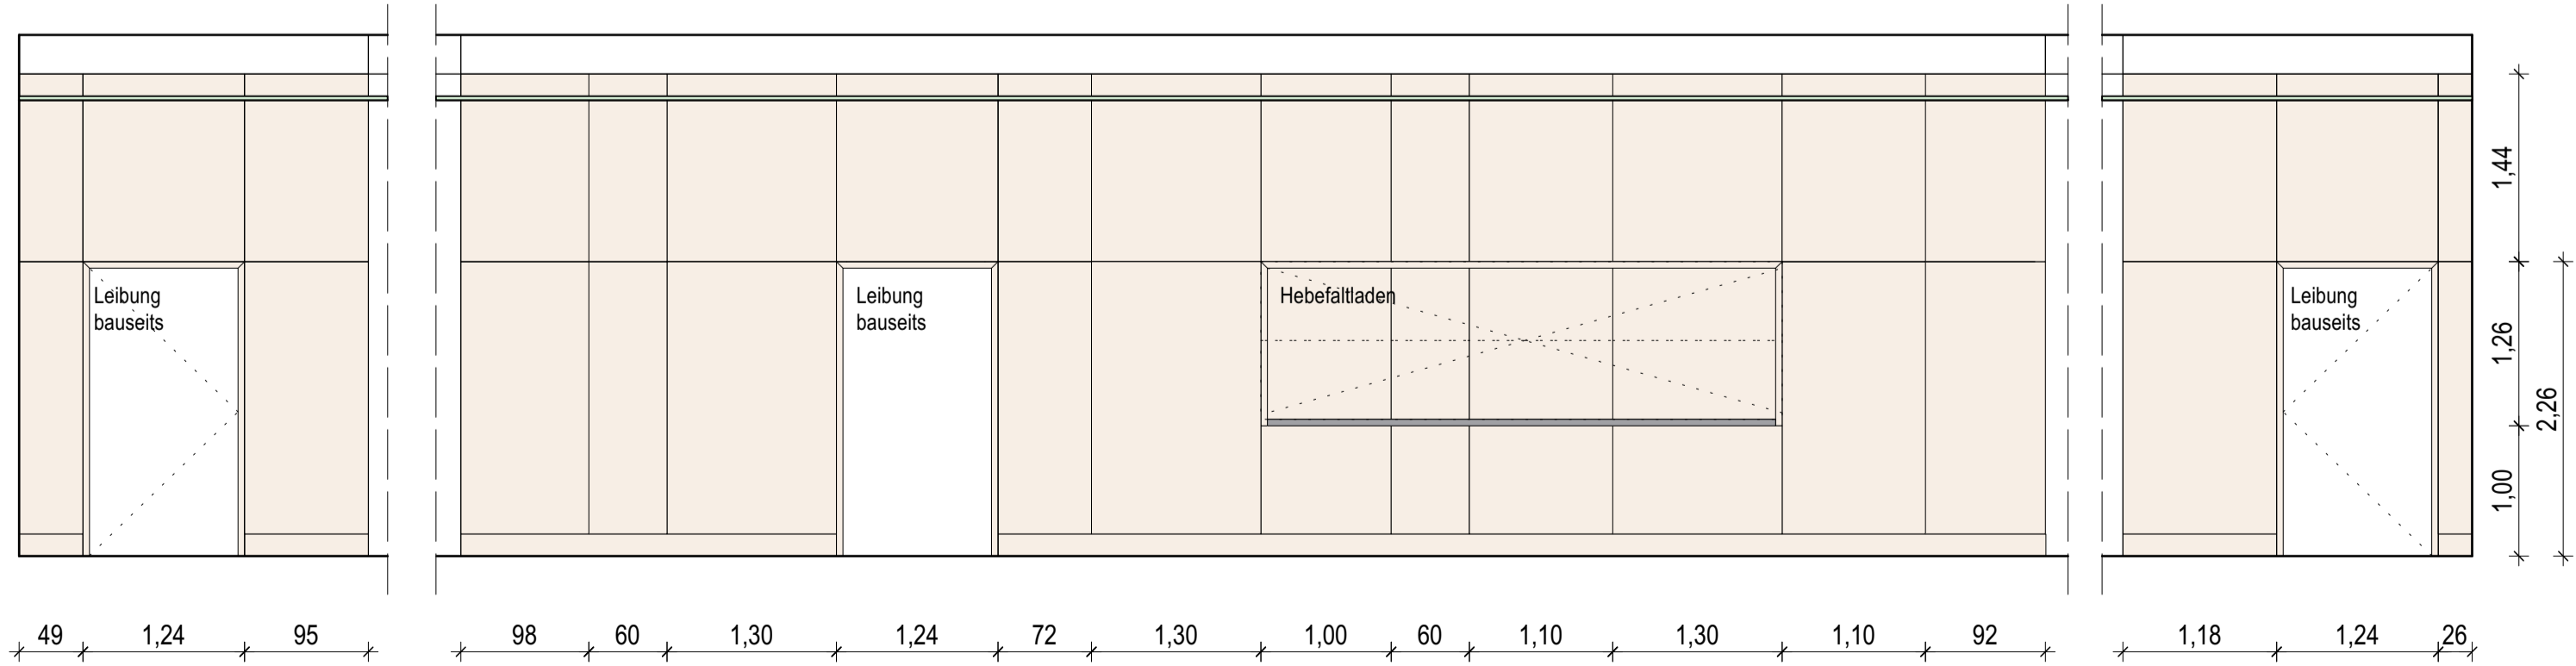 1,44
Leibung
bauseits
Leibung
bauseits
Hebefaltladen
Leibung
bauseits
1,26
2,26
1,00
49 1,24 95 98 60 1,30 1,24 72 1,30 1,00 60 1,10 1,30 1,10 92 1,18 1,24 26